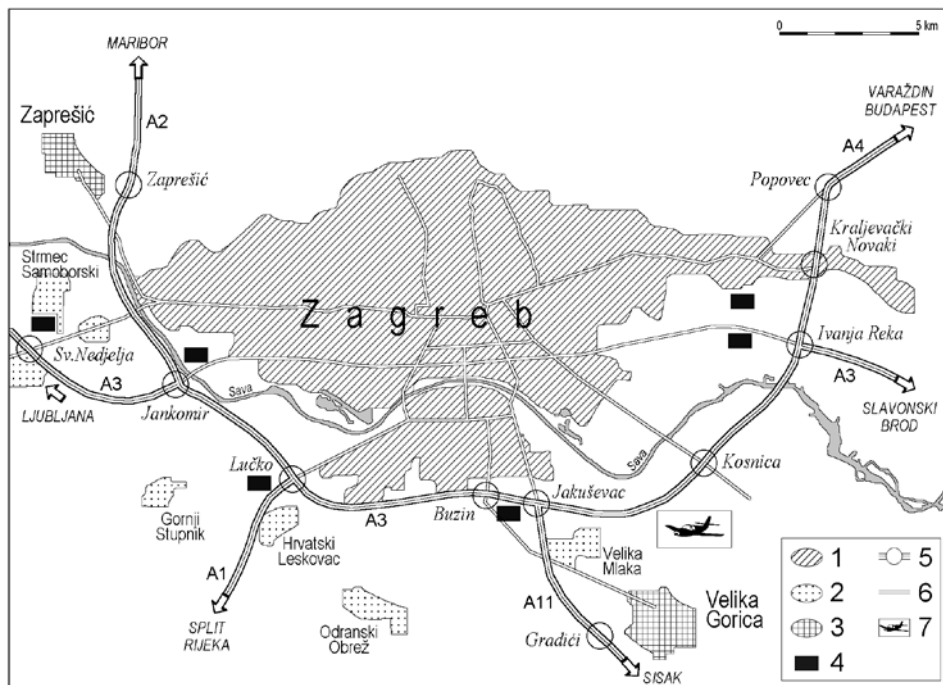 0 5 km
MARIBOR
VARAŽDIN
BUDAPEST
Zaprešić
A2
A4
Zaprešić
Popovec
Kraljevački
Novaki
Strmec
Samoborski
Zagreb
Ivanja Reka
Sv.Nedjelja
A3
A3
Sava
LJUBLJANA
Jankomir
SLAVONSKI
BROD
Sava
Lučko
Kosnica
Jakuševac
A3
Buzin
Gornji
Stupnik
Hrvatski
Leskovac
Velika
Mlaka
1
5
A1
2
6
A11
Velika
Gorica
3
7
SPLIT
RIJEKA
Odranski
Obrež
Gradići
4
SISAK